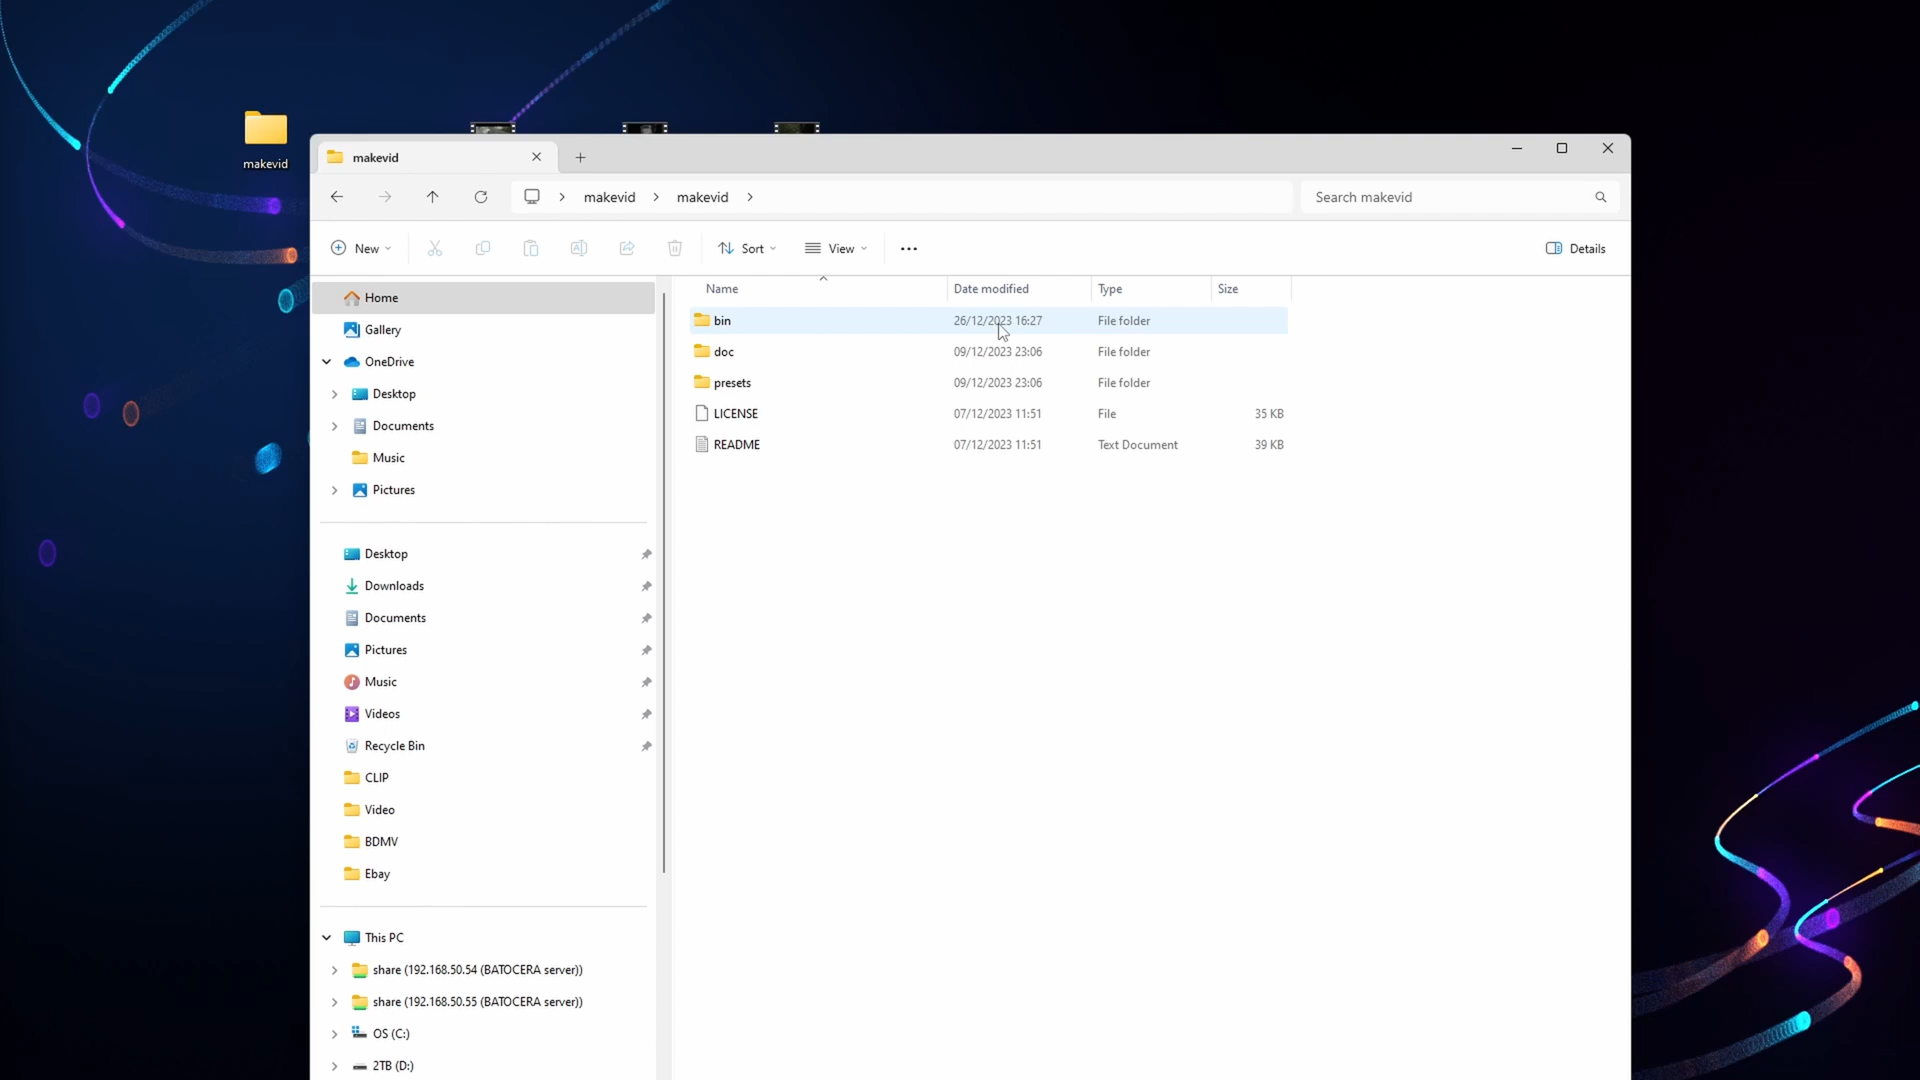 makevid
makevid
makevid
makevid
Search makevid
New
Sort
View
Details
Home
Gallery
OneDrive
Desktop
Documents
Music
Pictures
Desktop
Downloads
Documents
Pictures
Music
Videos
Recycle Bin
CLIP
Video
BDMV
Ebay
This PC
share (192.168.50.54 (BATOCERA server))
share (192.168.50.55 (BATOCERA server))
OS (C:)
2TB (D:)
Name Date modified Type Size
bin 26/12/2023 16:27 File folder
doc 09/12/2023 23:06 File folder
presets 09/12/2023 23:06 File folder
LICENSE 07/12/2023 11:51 File 35 KB
README 07/12/2023 11:51 Text Document 39 KB